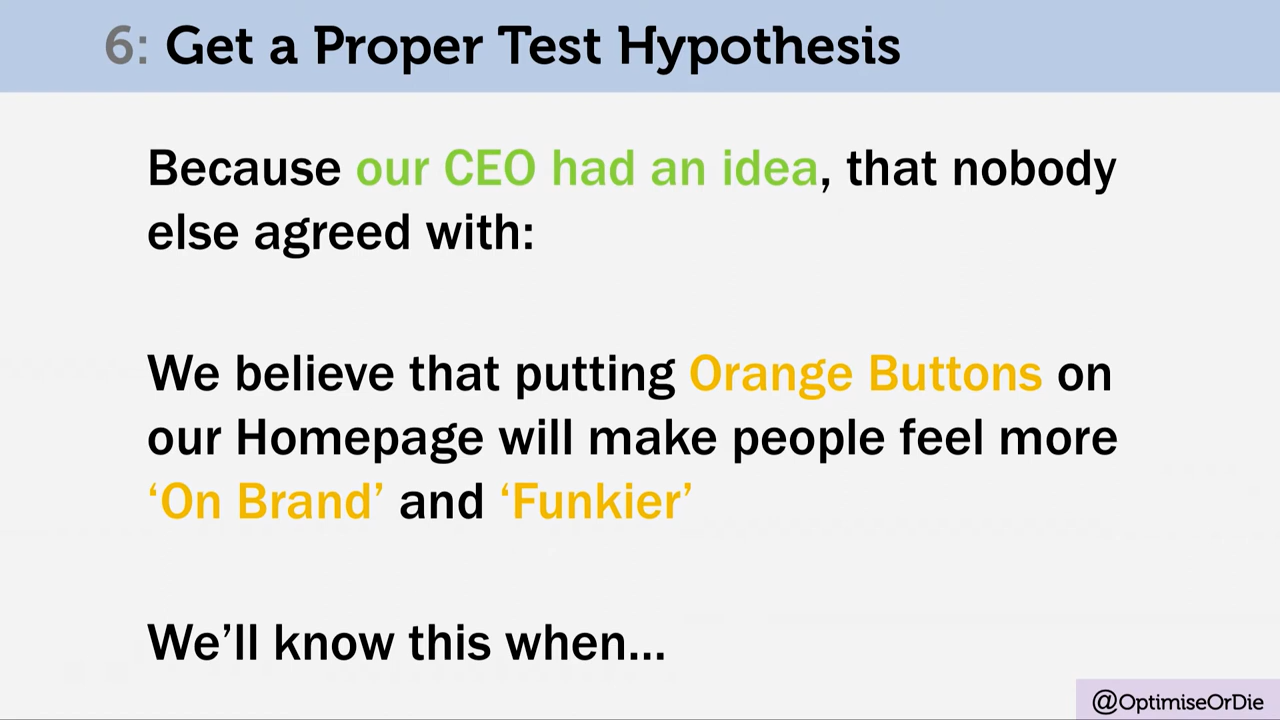 6: Get a Proper Test Hypothesis
Because our CEO had an idea, that nobody
else agreed with:
We believe that putting Orange Buttons on
our Homepage will make people feel more
‘On Brand’ and ‘Funkier’
We’ll know this when...
@OptimiseOrDie